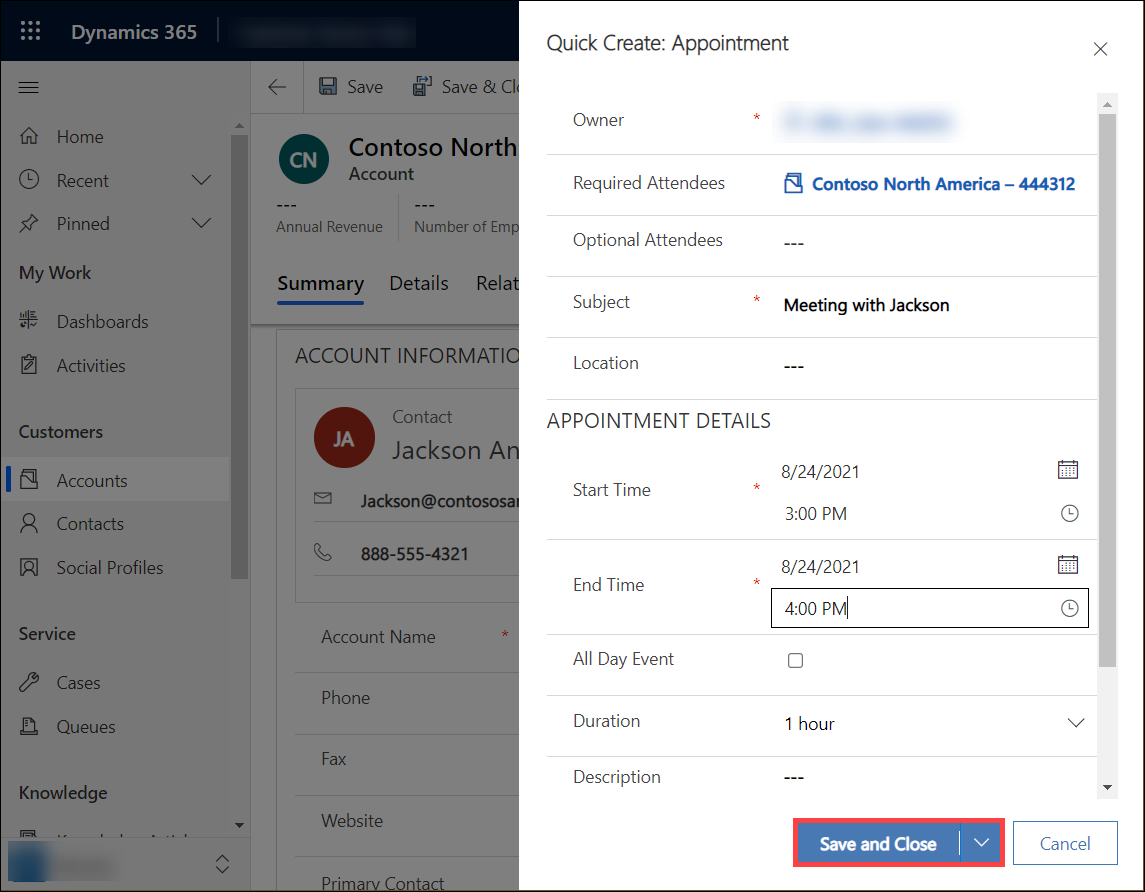 Dynamics 365
Home
Recent
Pinned
My Work
Dashboards
Activities
Customers
Accounts
Contacts
Social Profiles
Service
Cases
Queues
Knowledge
Save
Save & Clo
CN
Contoso North
Account
---
Annual Revenue
---
Number of Emp
Summary
Details
Relat
ACCOUNT INFORMATIO
JA
Contact
Jackson An
Jackson@contososa
888-555-4321
Account Name *
Phone
Fax
Website
Primary Contact
Quick Create: Appointment
Owner *
Required Attendees
Contoso North America – 444312
Optional Attendees
---
Subject *
Meeting with Jackson
Location
---
APPOINTMENT DETAILS
Start Time *
8/24/2021
3:00 PM
End Time *
8/24/2021
4:00 PM
All Day Event
Duration
1 hour
Description
---
Save and Close
Cancel